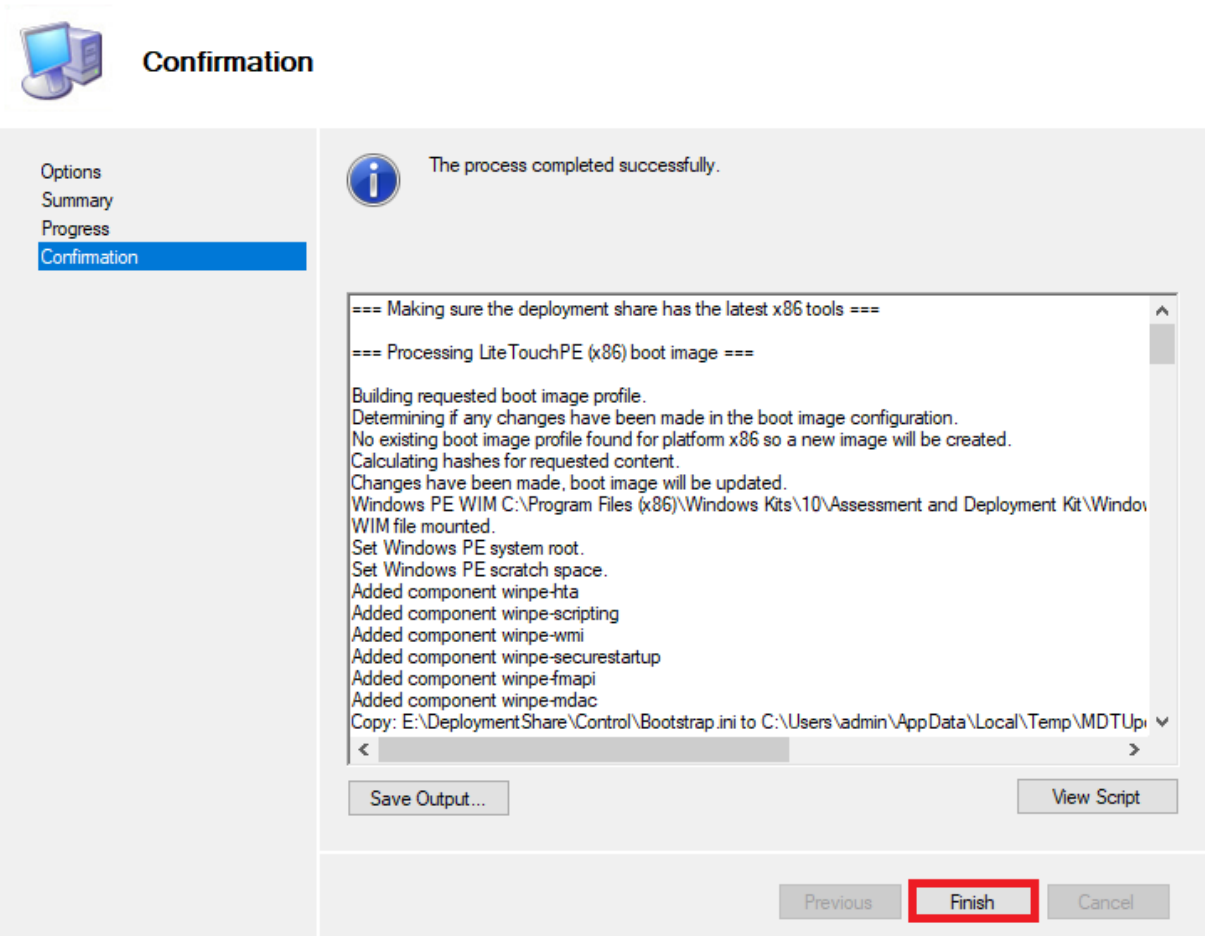 Confirmation
Options
Summary
Progress
Confirmation
The process completed successfully.
=== Making sure the deployment share has the latest x86 tools ===
=== Processing LiteTouchPE (x86) boot image ===
Building requested boot image profile.
Determining if any changes have been made in the boot image configuration.
No existing boot image profile found for platform x86 so a new image will be created.
Calculating hashes for requested content.
Changes have been made, boot image will be updated.
Windows PE WIM C:\Program Files (x86)\Windows Kits\10\Assessment and Deployment Kit\Window
WIM file mounted.
Set Windows PE system root.
Set Windows PE scratch space.
Added component winpe-hta
Added component winpe-scripting
Added component winpe-wmi
Added component winpe-securestartup
Added component winpe-fmapi
Added component winpe-mdac
Copy: E:\DeploymentShare\Control\Bootstrap.ini to C:\Users\admin\AppData\Local\Temp\MDTUp
Save Output...
View Script
Previous
Finish
Cancel